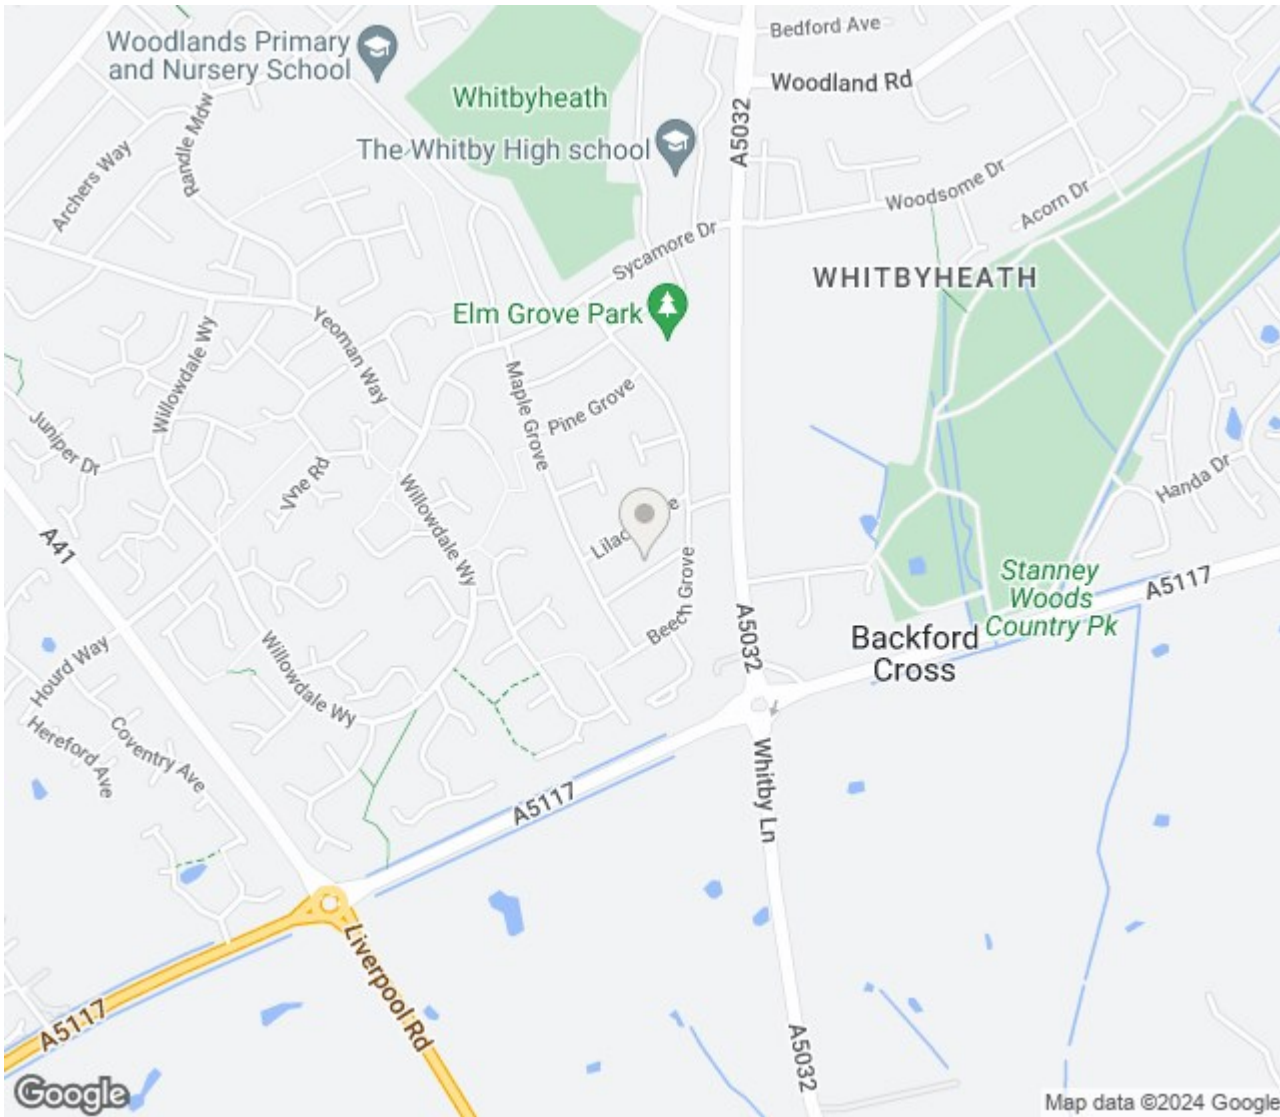 Bedford Ave
Woodlands Primary
and Nursery School
Woodland Rd
Whitbyheath
A5032
Randle Mdw
The Whitby High school
Archers Way
Woodsome Dr
Acorn Dr
Sycamore Dr
WHITBYHEATH
Elm Grove Park
Yeoman Way
Willowdale Wy
Maple Grove
Pine Grove
Juniper Dr
Vine Rd
Willowdale Wy
Handa Dr
A41
Beech Grove
Stanney
Woods
Country Pk
A5117
A5032
Backford
Cross
Hourd Way
Willowdale Wy
Coventry Ave
Hereford Ave
A5117
Whitby Ln
Liverpool Rd
A5117
A5032
Google
Map data ©2024 Google